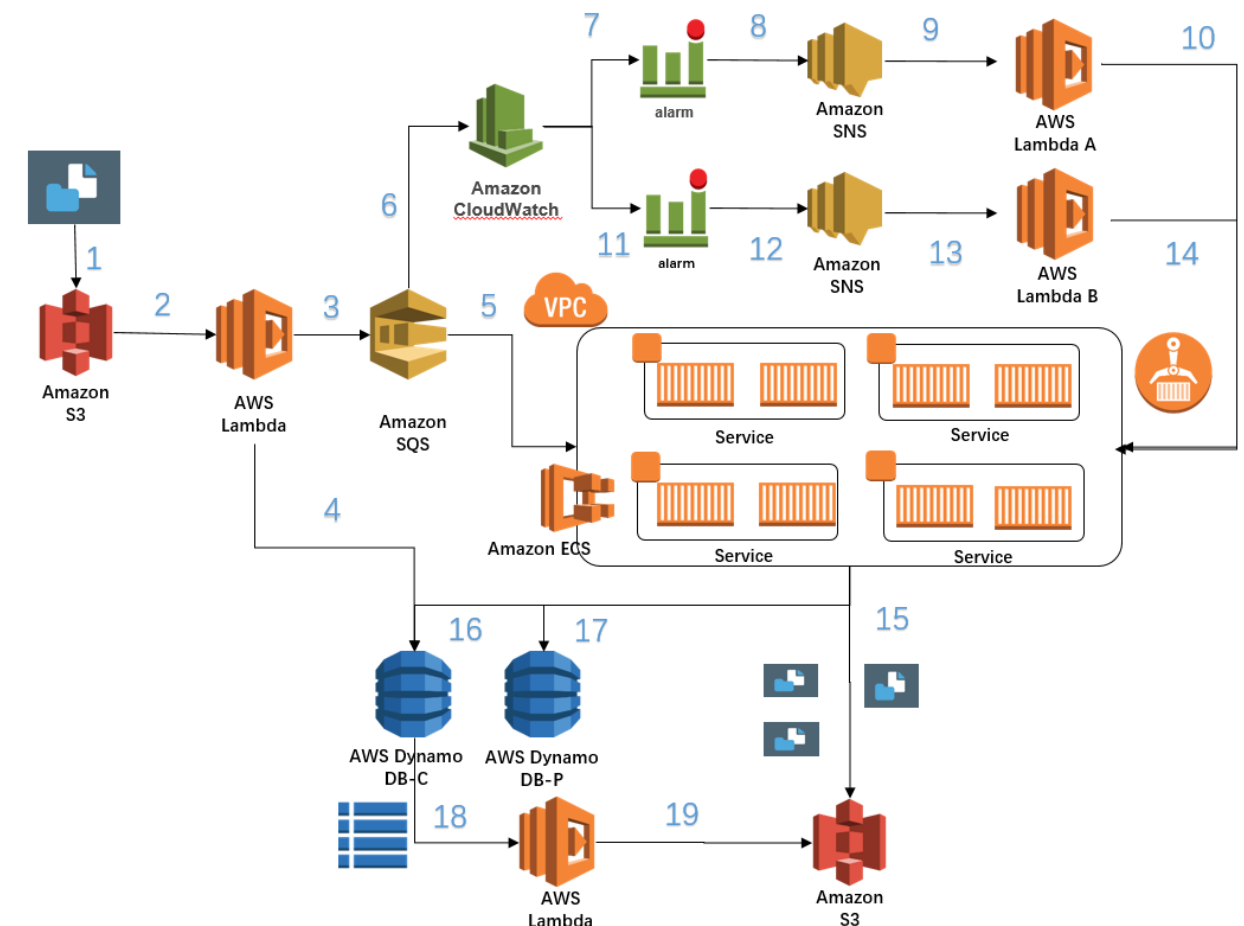 7
8
9
10
alarm
Amazon
SNS
AWS
Lambda A
Amazon
CloudWatch
6
11
alarm
12
Amazon
SNS
13
AWS
Lambda B
14
1
2
3
5
VPC
Amazon
S3
AWS
Lambda
Amazon
SQS
Service
Service
4
Amazon ECS
Service
Service
16
17
15
AWS Dynamo
DB-C
AWS Dynamo
DB-P
18
19
AWS
Lambda
Amazon
S3